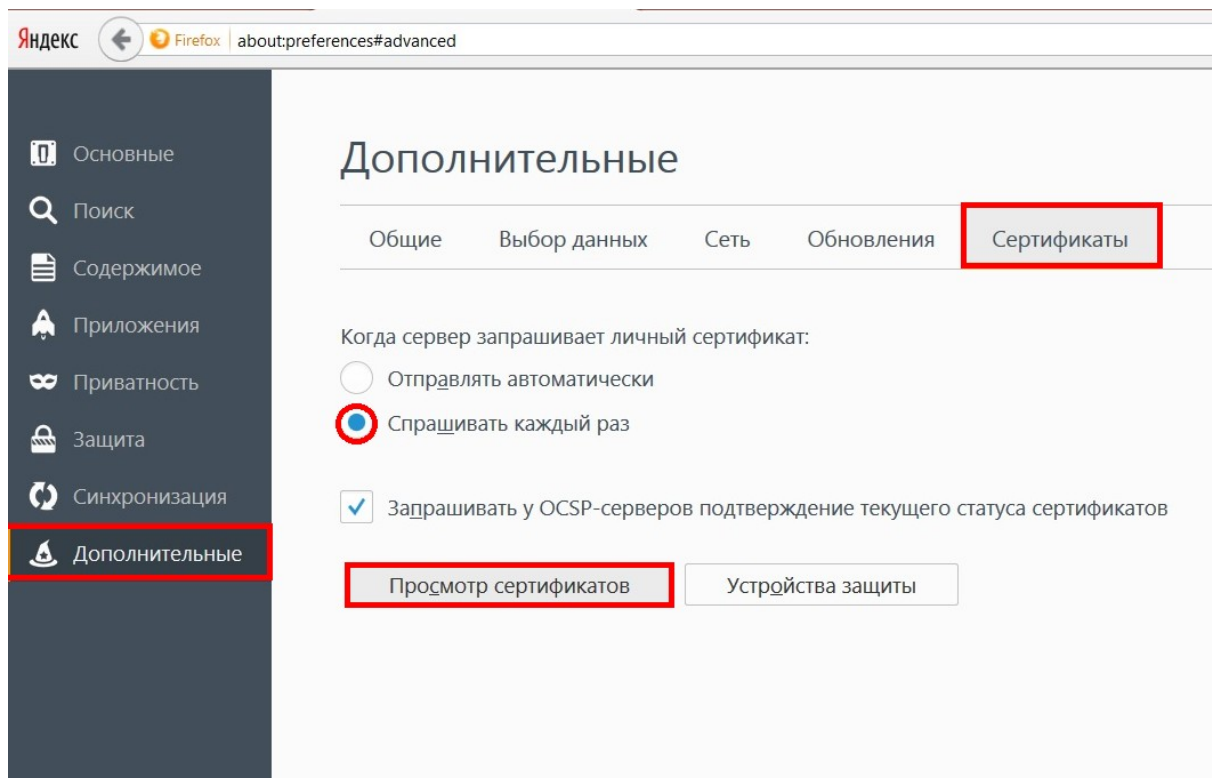 Яндекс Firefox about:preferences#advanced
Основные
Поиск
Содержимое
Приложения
Приватность
Защита
Синхронизация
Дополнительные
Дополнительные
Общие Выбор данных Сеть Обновления Сертификаты
Когда сервер запрашивает личный сертификат:
Отправлять автоматически
Спрашивать каждый раз
Запрашивать у OCSP-серверов подтверждение текущего статуса сертификатов
Просмотр сертификатов Устройства защиты